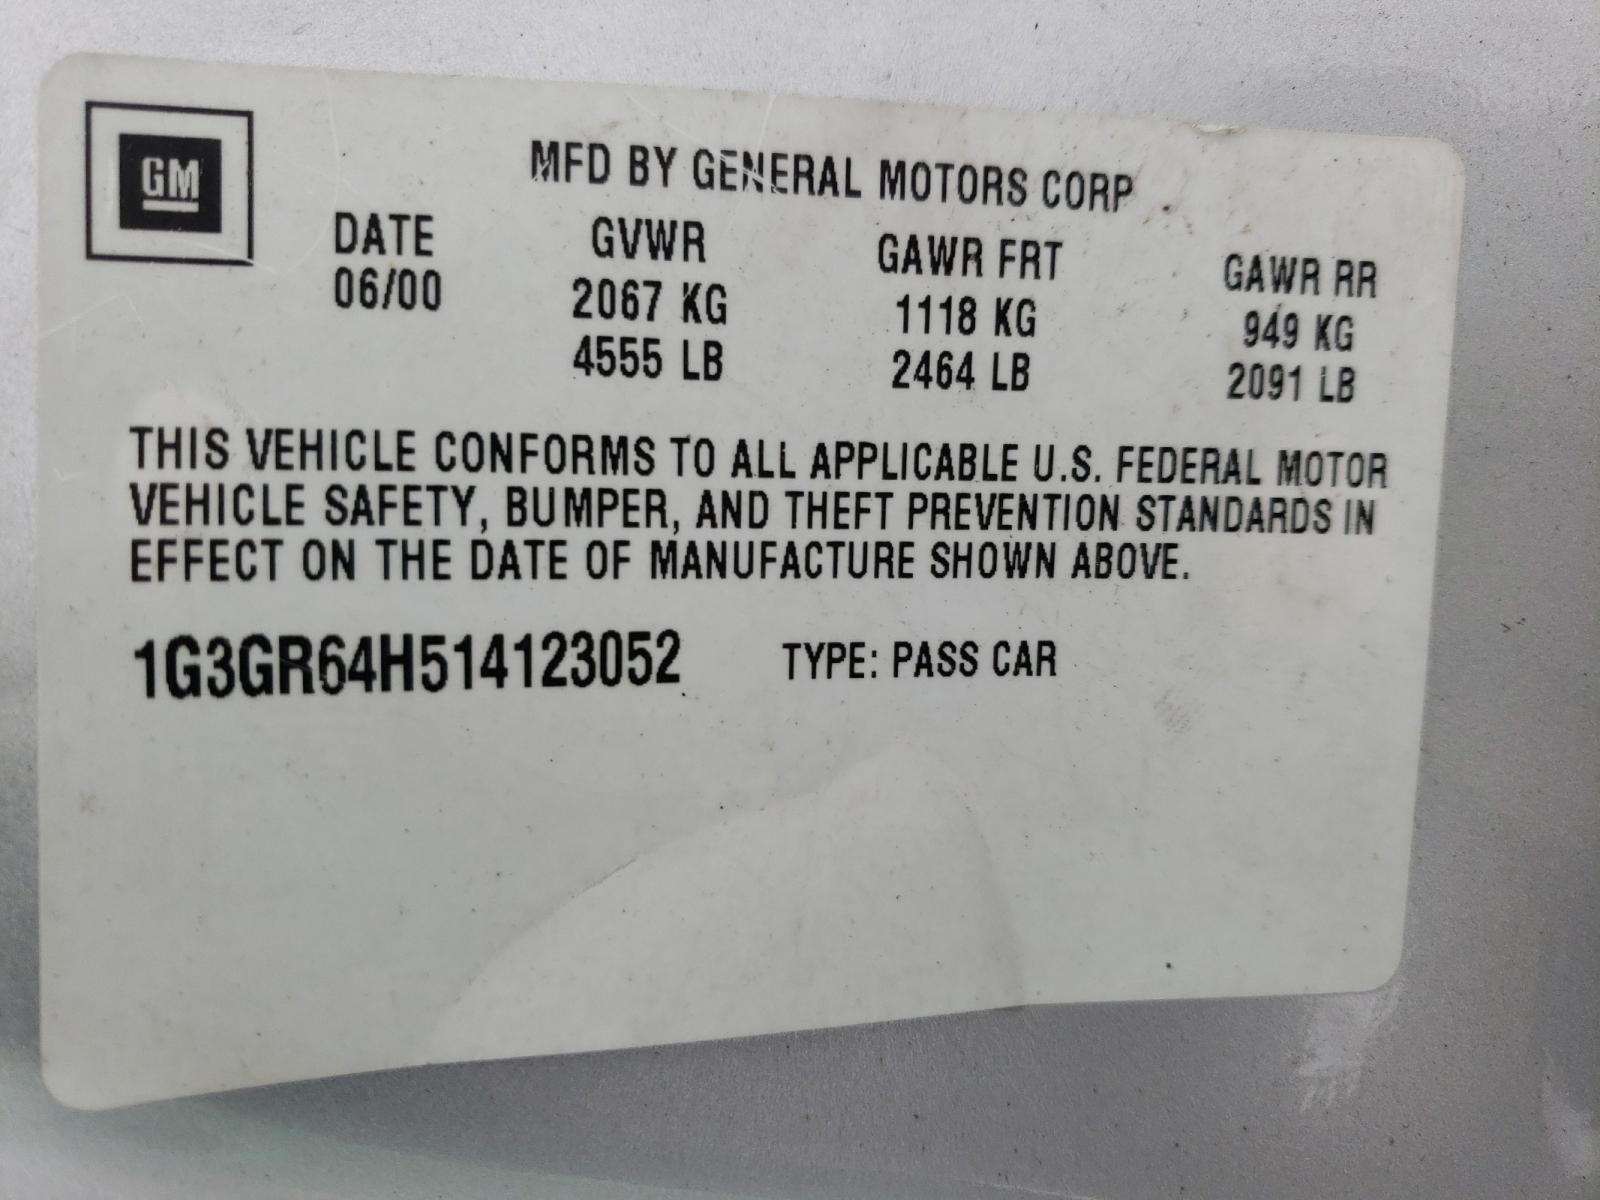 GM
MFD BY GENERAL MOTORS CORP
DATE GVWR GAWR FRT GAWR RR
06/00 2067 KG 1118 KG 949 KG
4555 LB 2464 LB 2091 LB
THIS VEHICLE CONFORMS TO ALL APPLICABLE U.S. FEDERAL MOTOR
VEHICLE SAFETY, BUMPER, AND THEFT PREVENTION STANDARDS IN
EFFECT ON THE DATE OF MANUFACTURE SHOWN ABOVE.
1G3GR64H514123052 TYPE: PASS CAR